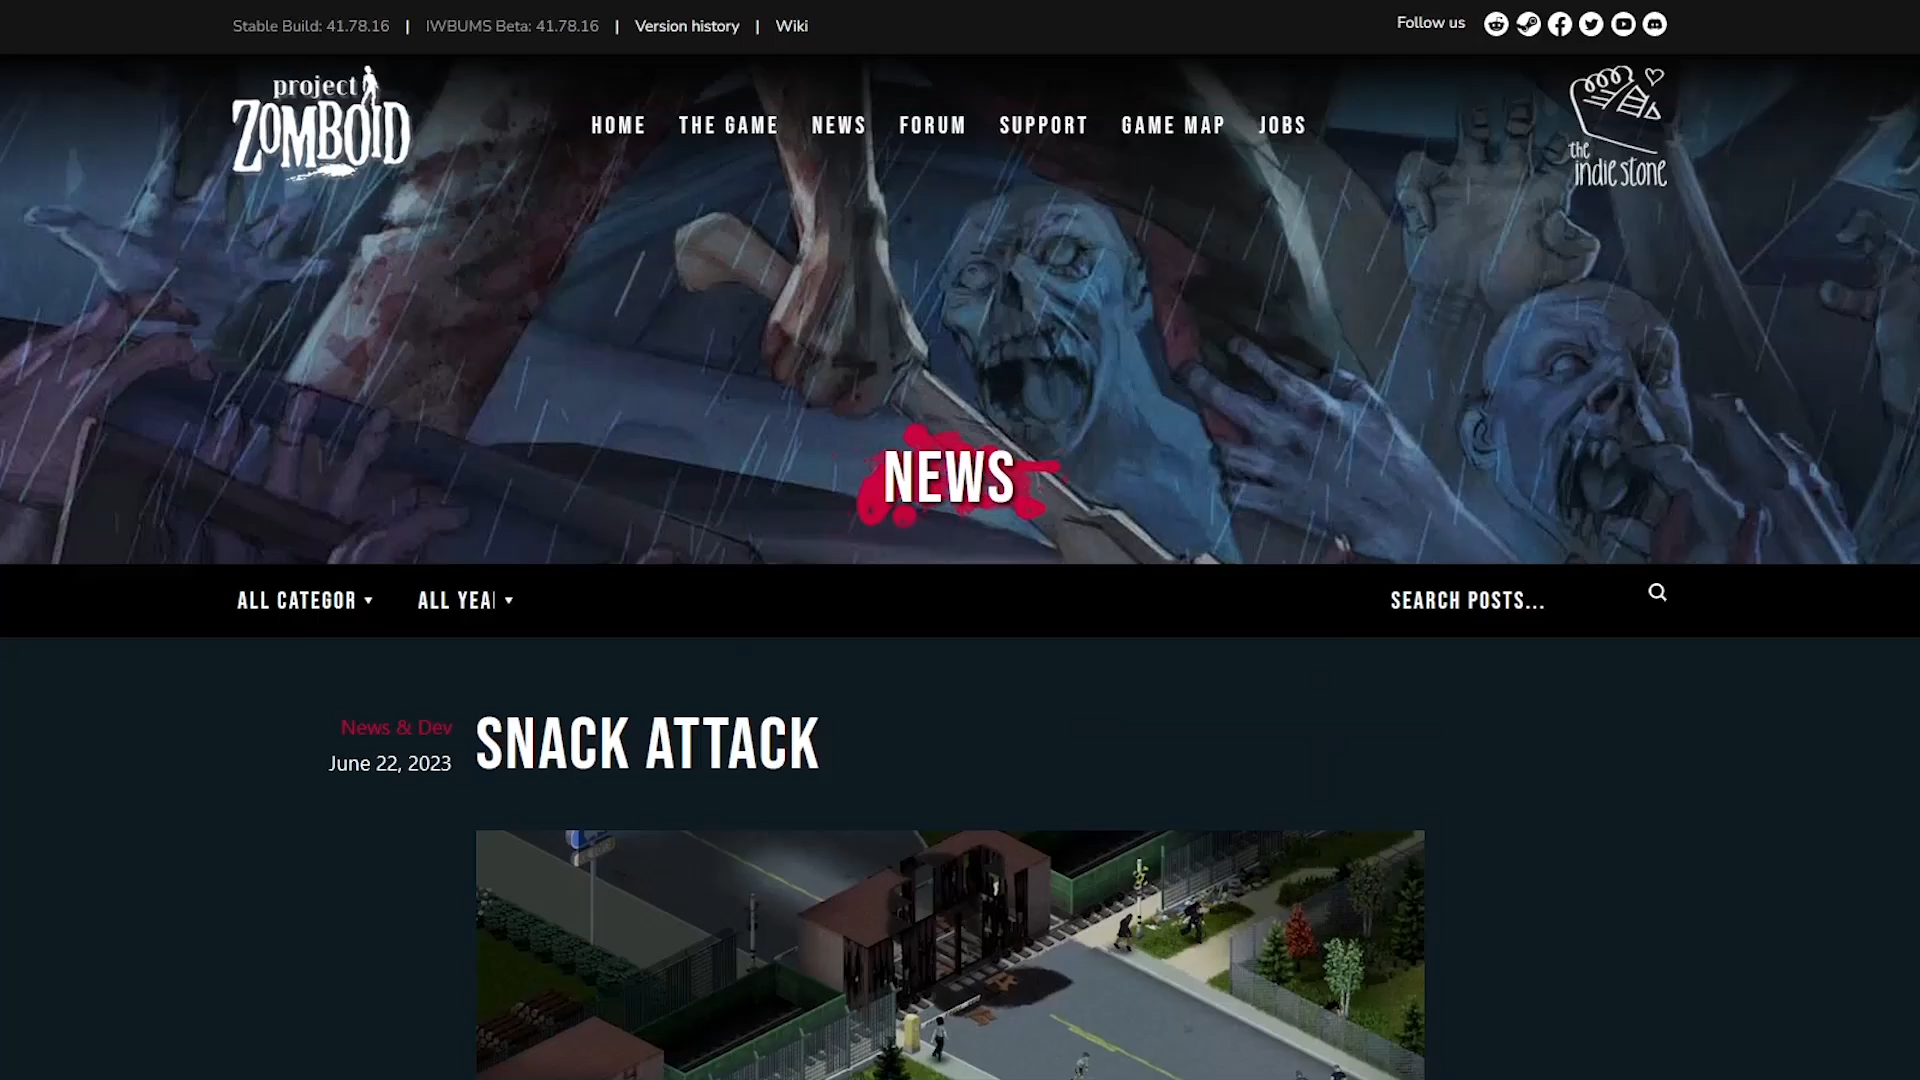 Stable Build: 41.78.16 | IWBUMS Beta: 41.78.16 | Version history | Wiki
Follow us
project
ZOMBOID
HOME THE GAME NEWS FORUM SUPPORT GAME MAP JOBS
the
indie stone
NEWS
ALL CATEGOR ALL YEA
SEARCH POSTS...
News & Dev
June 22, 2023
SNACK ATTACK